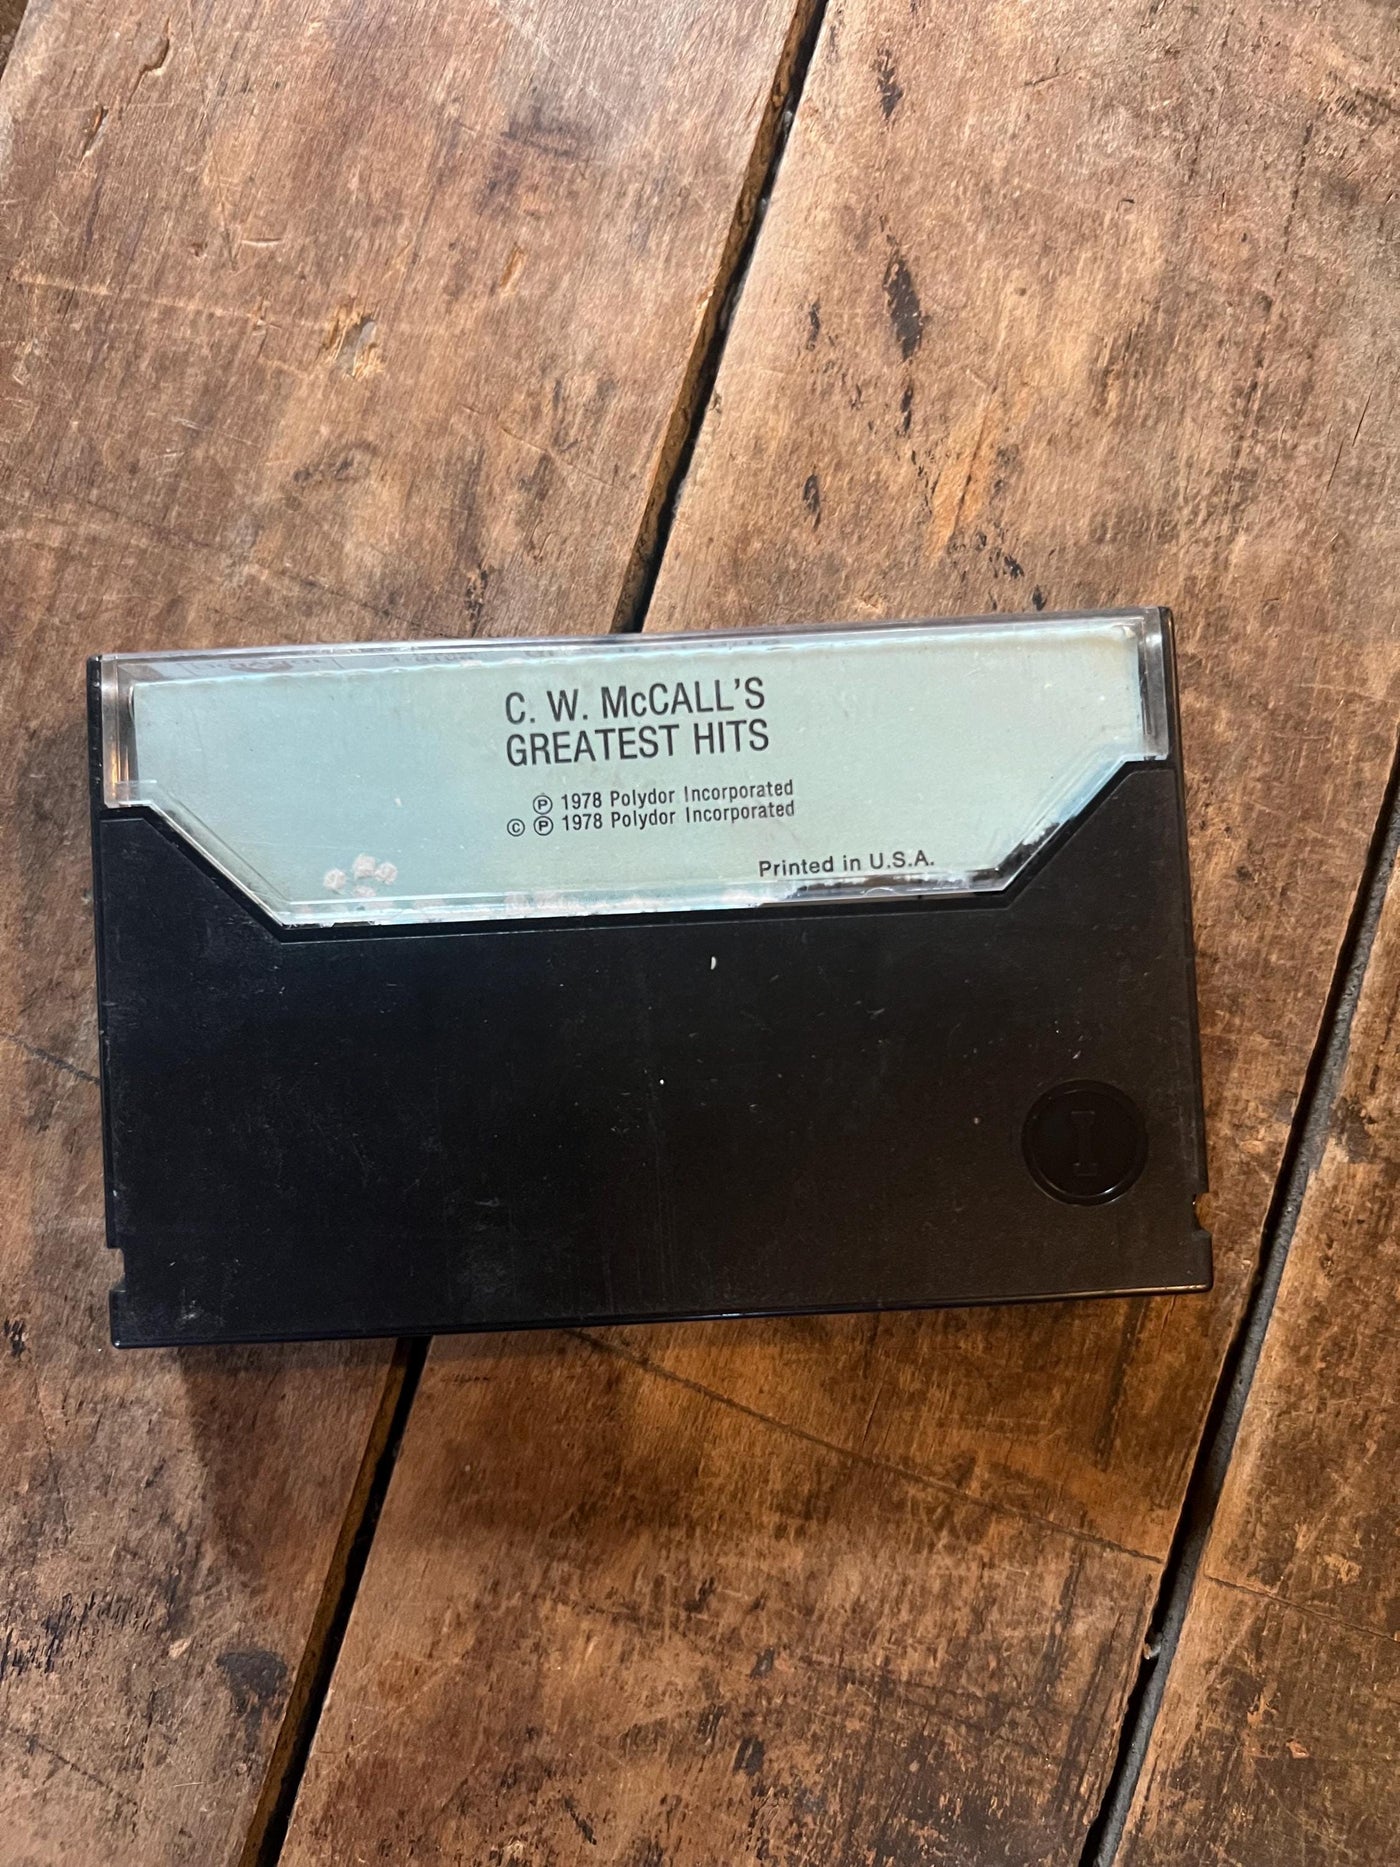 C. W. McCALL'S
GREATEST HITS
℗ 1978 Polydor Incorporated
© ℗ 1978 Polydor Incorporated
Printed in U.S.A.
I